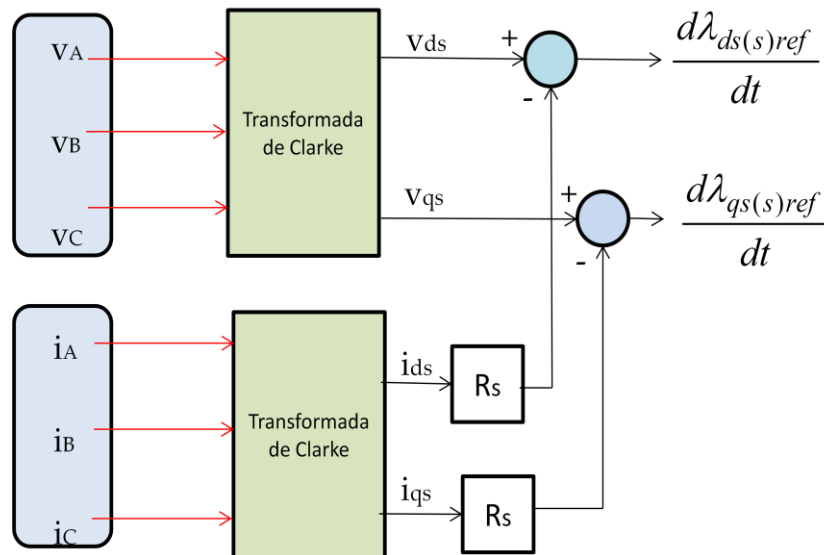 vA
vB
vC
Transformada
de Clarke
vds
+
-
dλds(s)ref
dt
vqs
+
-
dλqs(s)ref
dt
iA
iB
iC
Transformada
de Clarke
ids
Rs
iqs
Rs